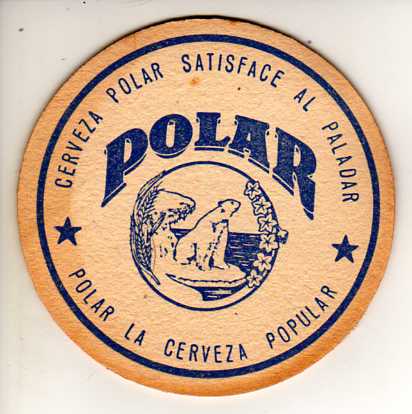 CERVEZA POLAR SATISFACE AL PALADAR
POLAR
POLAR LA CERVEZA POPULAR